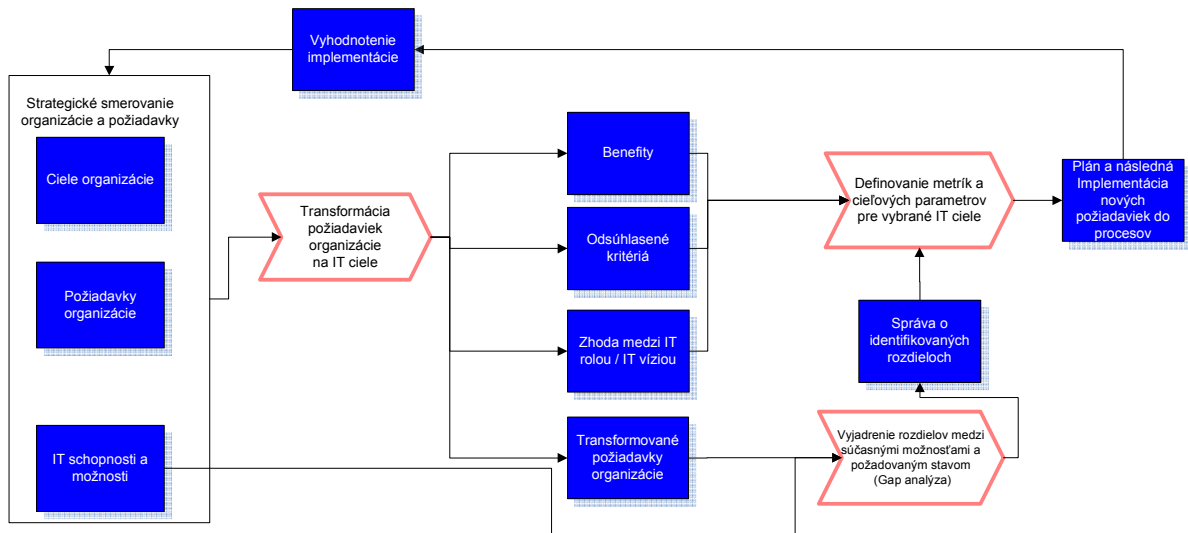 Vyhodnotenie
implementácie
Strategické smerovanie
organizácie a požiadavky
Ciele organizácie
Požiadavky
organizácie
IT schopnosti a
možnosti
Transformácia
požiadaviek
organizácie
na IT ciele
Benefity
Odsúhlasené
kritériá
Zhoda medzi IT
rolou / IT víziou
Transformované
požiadavky
organizácie
Definovanie metrík a
cieľových parametrov
pre vybrané IT ciele
Správa o
identifikovaných
rozdieloch
Vyjadrenie rozdielov medzi
súčasnými možnosťami a
požadovaným stavom
(Gap analýza)
Plán a následná
Implementácia
nových
požiadaviek do
procesov